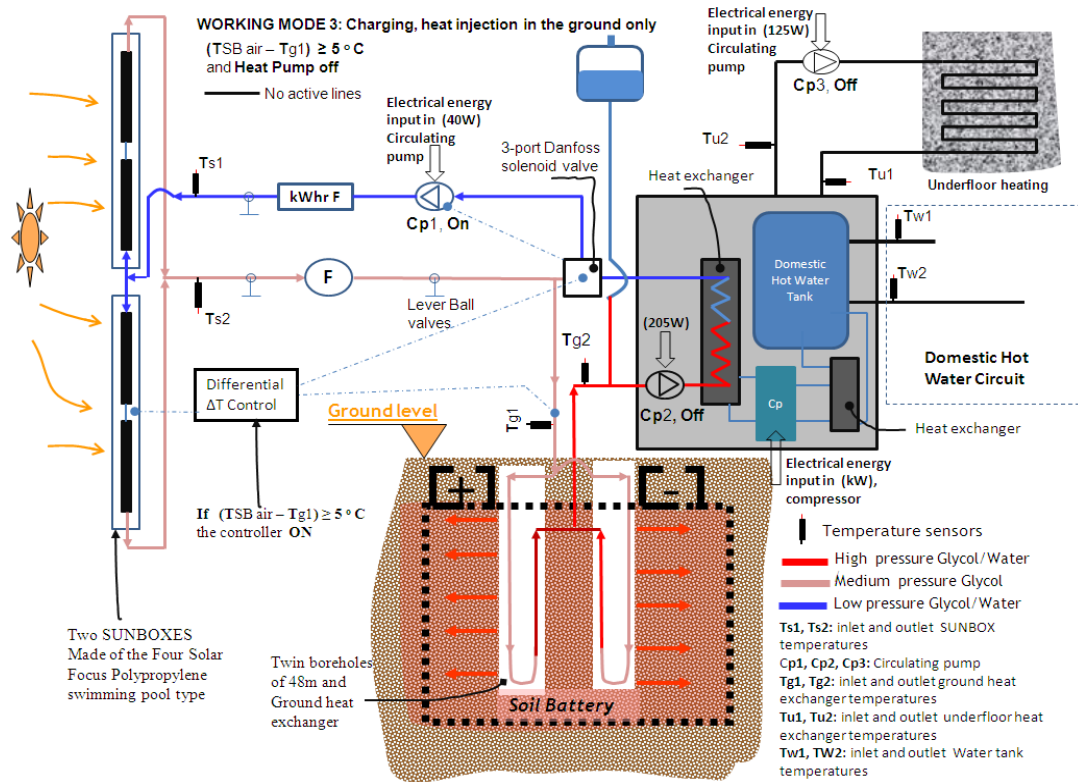 WORKING MODE 3: Charging, heat injection in the ground only
(TSB air – Tg1) ≥ 5 ° C
and Heat Pump off
No active lines
Electrical energy
input in (40W)
Circulating
pump
Ts1
kWhr F
Cp1, On
3-port Danfoss
solenoid valve
Electrical energy
input in (125W)
Circulating
pump
Cp3, Off
Tu2
Tu1
Underfloor heating
Heat exchanger
Tw1
Tw2
Domestic
Hot Water
Tank
Domestic Hot
Water Circuit
Ts2
F
Lever Ball
valves
Tg2
(205W)
Cp2, Off
Cp
Heat exchanger
Electrical energy
input in (kW),
compressor
Differential
ΔT Control
Ground level
Tg1
If (TSB air – Tg1) ≥ 5 ° C
the controller ON
+
-
Two SUNBOXES
Made of the Four Solar
Focus Polypropylene
swimming pool type
Twin boreholes
of 48m and
Ground heat
exchanger
Soil Battery
Temperature sensors
High pressure Glycol/Water
Medium pressure Glycol
Low pressure Glycol/Water
Ts1, Ts2: inlet and outlet SUNBOX
temperatures
Cp1, Cp2, Cp3: Circulating pump
Tg1, Tg2: inlet and outlet ground heat
exchanger temperatures
Tu1, Tu2: inlet and outlet underfloor heat
exchanger temperatures
Tw1, TW2: inlet and outlet Water tank
temperatures